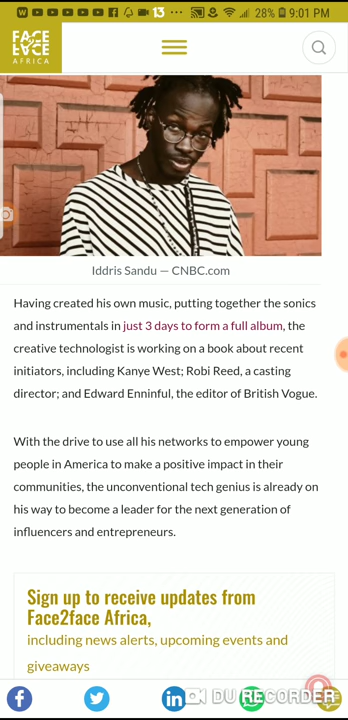 13
28%
9:01 PM
FACE
2
FACE
AFRICA
Iddris Sandu — CNBC.com
Having created his own music, putting together the sonics
and instrumentals in just 3 days to form a full album, the
creative technologist is working on a book about recent
initiators, including Kanye West; Robi Reed, a casting
director; and Edward Enninful, the editor of British Vogue.
With the drive to use all his networks to empower young
people in America to make a positive impact in their
communities, the unconventional tech genius is already on
his way to become a leader for the next generation of
influencers and entrepreneurs.
Sign up to receive updates from
Face2face Africa,
including news alerts, upcoming events and
giveaways
DU RECORDER